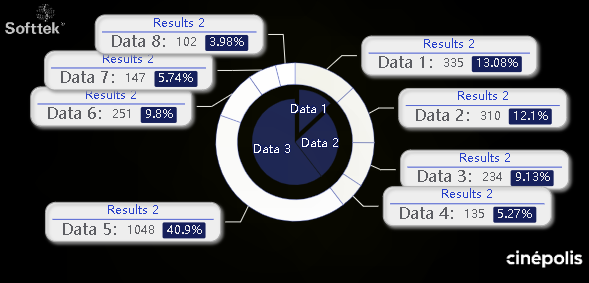 Softtek
Results 2
Data 8: 102 3.98%
Results 2
Data 7: 147 5.74%
Results 2
Data 6: 251 9.8%
Results 2
Data 5: 1048 40.9%
Data 1
Data 2
Data 3
Results 2
Data 1: 335 13.08%
Results 2
Data 2: 310 12.1%
Results 2
Data 3: 234 9.13%
Results 2
Data 4: 135 5.27%
cinépolis